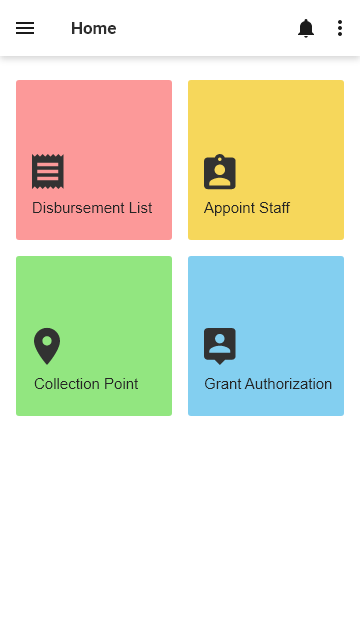 Home
Disbursement List
Appoint Staff
Collection Point
Grant Authorization